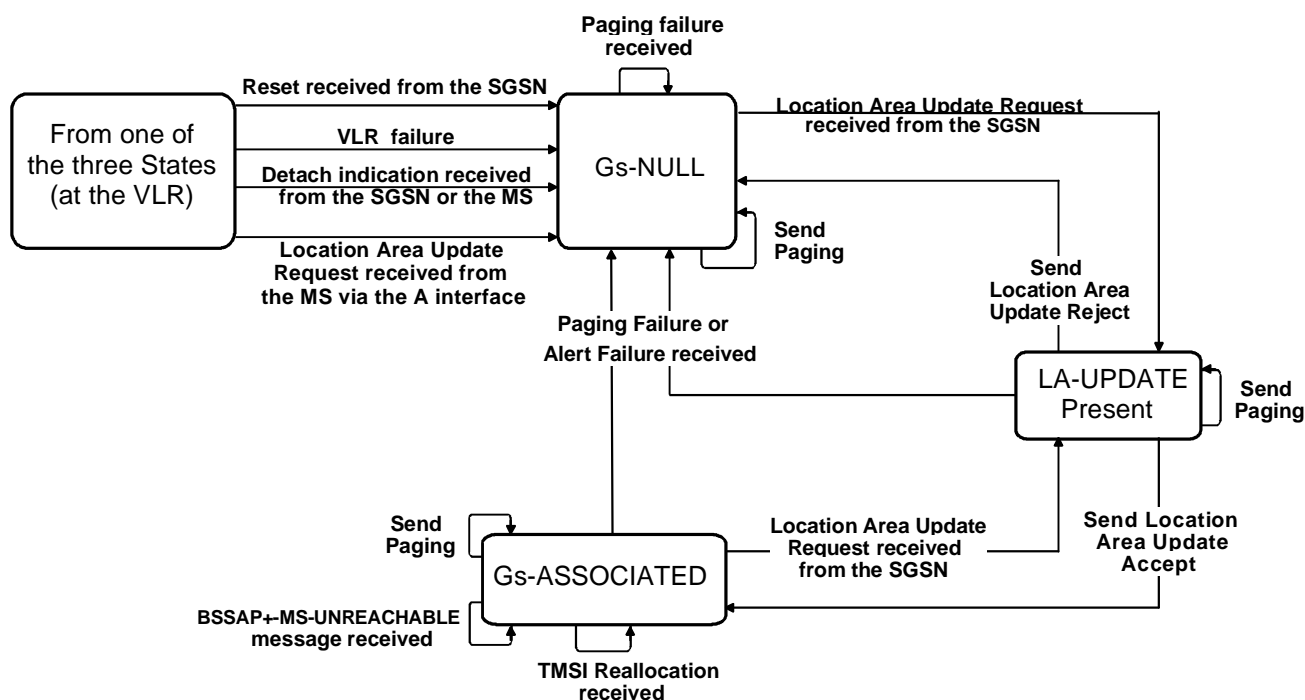 Paging failure
received
Reset received from the SGSN
VLR failure
Detach indication received
from the SGSN or the MS
Location Area Update
Request received from
the MS via the A interface
From one of
the three States
(at the VLR)
Gs-NULL
Location Area Update Request
received from the SGSN
Send
Paging
Send
Location Area
Update Reject
Paging Failure or
Alert Failure received
LA-UPDATE
Present
Send
Paging
Send
Paging
Gs-ASSOCIATED
Location Area Update
Request received
from the SGSN
Send Location
Area Update
Accept
BSSAP+-MS-UNREACHABLE
message received
TMSI Reallocation
received